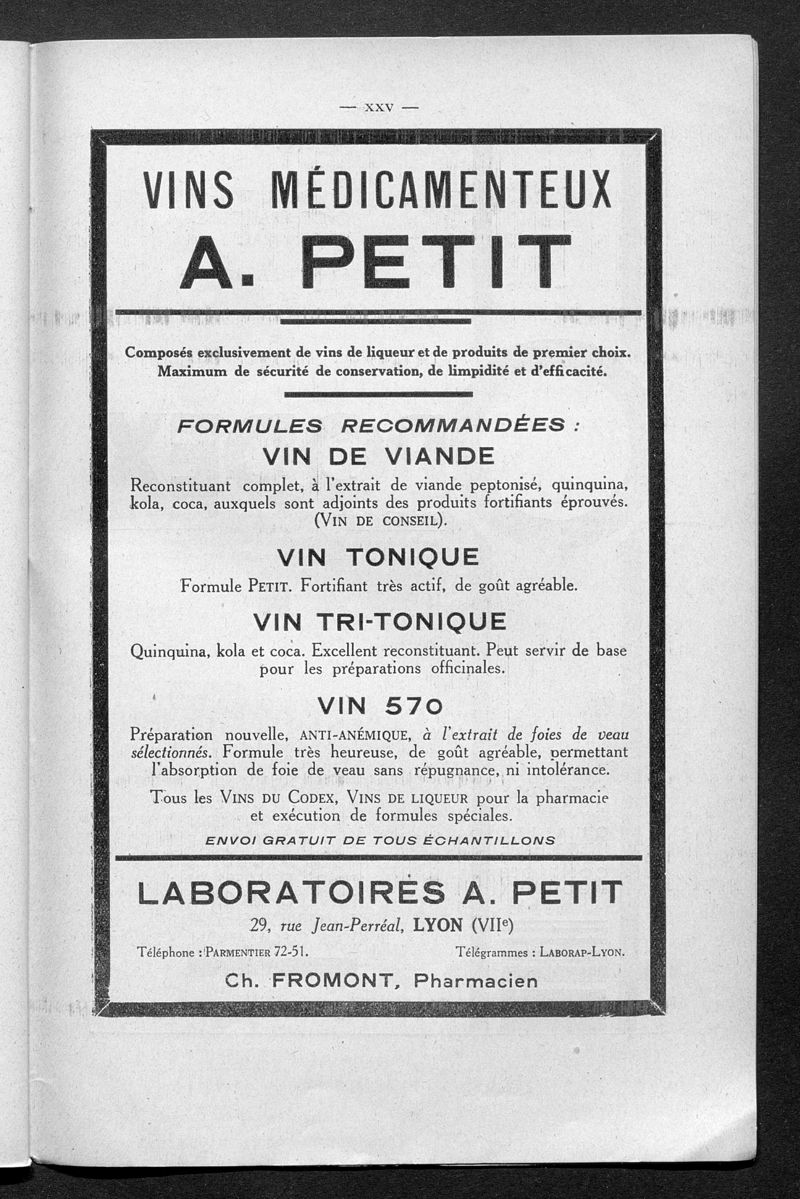 — XXV —
VINS MÉDICAMENTEUX
A. PETIT
Composés exclusivement de vins de liqueur et de produits de premier choix.
Maximum de sécurité de conservation, de limpidité et d'efficacité.
FORMULES RECOMMANDÉES :
VIN DE VIANDE
Reconstituant complet, à l'extrait de viande peptonisé, quinquina,
kola, coca, auxquels sont adjoints des produits fortifiants éprouvés.
(VIN DE CONSEIL).
VIN TONIQUE
Formule PETIT. Fortifiant très actif, de goût agréable.
VIN TRI-TONIQUE
Quinquina, kola et coca. Excellent reconstituant. Peut servir de base
pour les préparations officinales.
VIN 570
Préparation nouvelle, ANTI-ANÉMIQUE, à l'extrait de foies de veau
sélectionnés. Formule très heureuse, de goût agréable, permettant
l'absorption de foie de veau sans répugnance, ni intolérance.
Tous les VINS DU CODEX, VINS DE LIQUEUR pour la pharmacie
et exécution de formules spéciales.
ENVOI GRATUIT DE TOUS ÉCHANTILLONS
LABORATOIRES A. PETIT
29, rue Jean-Perréal, LYON (VIIe)
Téléphone : PARMENTIER 72-51. Télégrammes : LABORAP-LYON.
Ch. FROMONT, Pharmacien